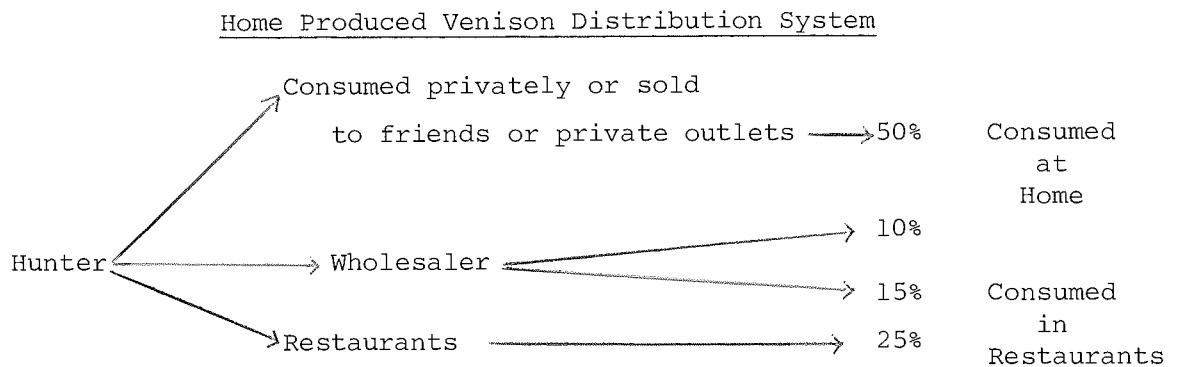 Home Produced Venison Distribution System
Consumed privately or sold
to friends or private outlets 50% Consumed
at
Home
10%
Hunter Wholesaler
15% Consumed
in
Restaurants 25%
Restaurants